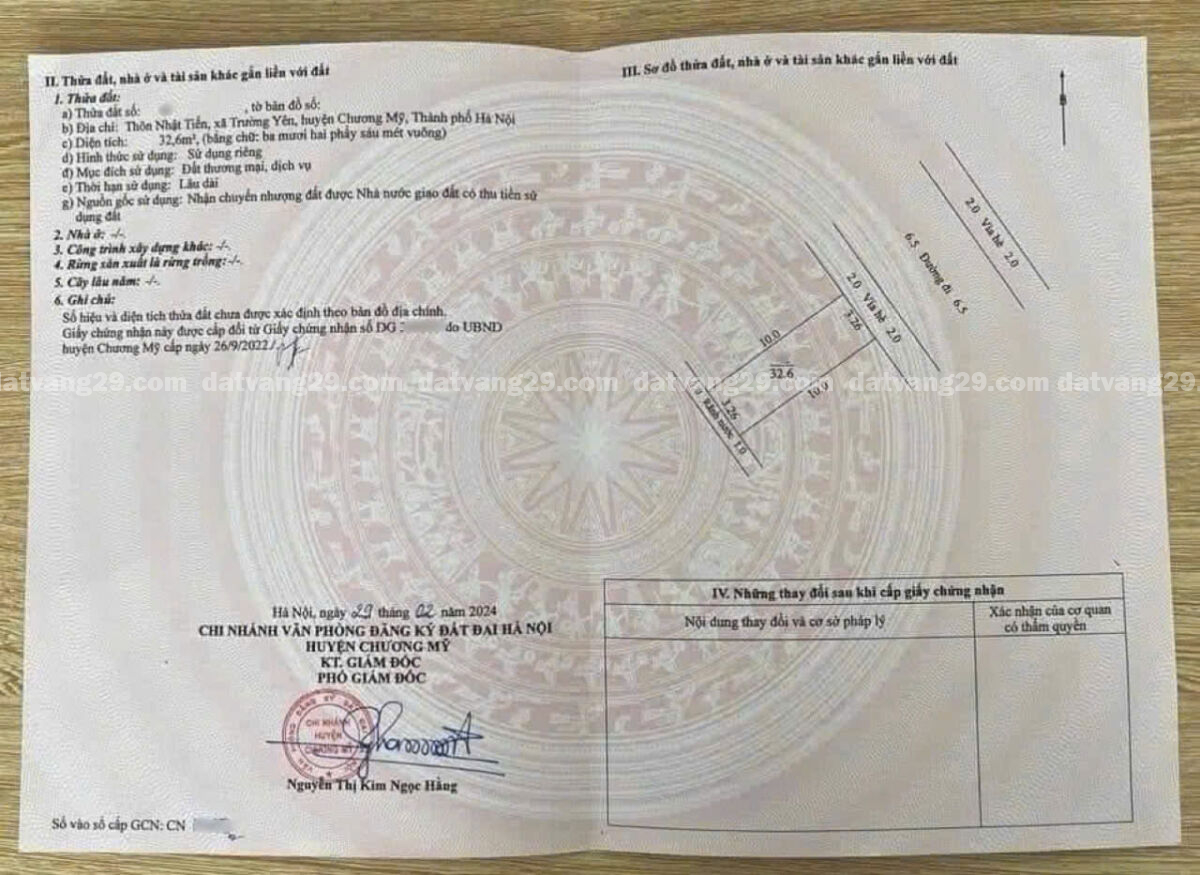 II. Thửa đất, nhà ở và tài sản khác gắn liền với đất
1. Thửa đất:
a) Thửa đất số: , tờ bản đồ số:
b) Địa chỉ: Thôn Nhật Tiến, xã Trường Yên, huyện Chương Mỹ, Thành phố Hà Nội
c) Diện tích: 32,6m², (bằng chữ: ba mươi hai phẩy sáu mét vuông)
d) Hình thức sử dụng: Sử dụng riêng
đ) Mục đích sử dụng: Đất thương mại, dịch vụ
e) Thời hạn sử dụng: Lâu dài
g) Nguồn gốc sử dụng: Nhận chuyển nhượng đất được Nhà nước giao đất có thu tiền sử
dụng đất
2. Nhà ở: -/-.
3. Công trình xây dựng khác: -/-.
4. Rừng sản xuất là rừng trồng: -/-.
5. Cây lâu năm: -/-.
6. Ghi chú:
Số hiệu và diện tích thửa đất chưa được xác định theo bản đồ địa chính.
Giấy chứng nhận này được cấp đổi từ Giấy chứng nhận số DG do UBND
huyện Chương Mỹ cấp ngày 26/9/2022./.
Hà Nội, ngày 29 tháng 02 năm 2024
CHI NHÁNH VĂN PHÒNG ĐĂNG KÝ ĐẤT ĐAI HÀ NỘI
HUYỆN CHƯƠNG MỸ
KT. GIÁM ĐỐC
PHÓ GIÁM ĐỐC
CHI NHÁNH
HUYỆN
CHƯƠNG MỸ
Nguyễn Thị Kim Ngọc Hằng
Số vào sổ cấp GCN: CN
III. Sơ đồ thửa đất, nhà ở và tài sản khác gắn liền với đất
2.0 Vỉa hè 2.0
6.5 Đường đi 6.5
2.0 Vỉa hè 2.0
3.26
10.0
32.6
10.0
3.26
1.0 Rãnh nước 1.0
IV. Những thay đổi sau khi cấp giấy chứng nhận
Nội dung thay đổi và cơ sở pháp lý
Xác nhận của cơ quan
có thẩm quyền
datvang29.com datvang29.com datvang29.com datvang29.com datvang29.com datvang29